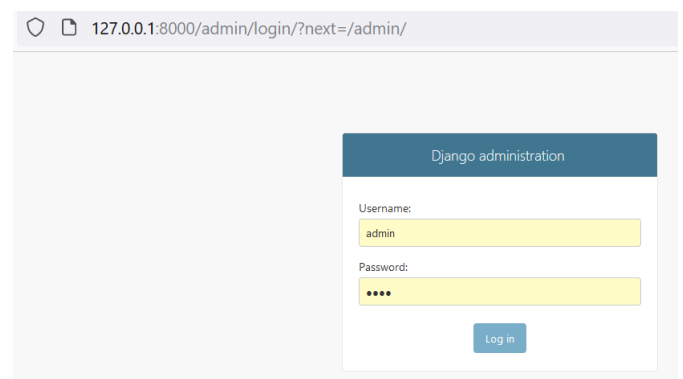 127.0.0.1:8000/admin/login/?next=/admin/
Django administration
Username:
admin
Password:
••••
Log in